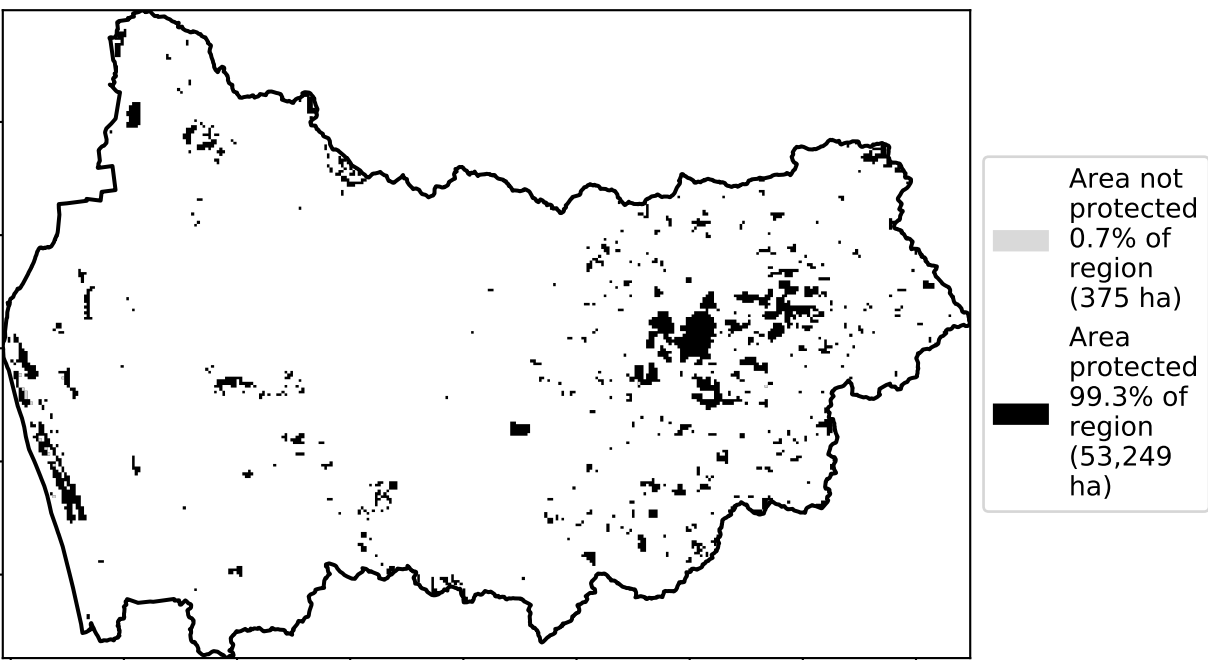 Area not
protected
0.7% of
region
(375 ha)
Area
protected
99.3% of
region
(53,249
ha)